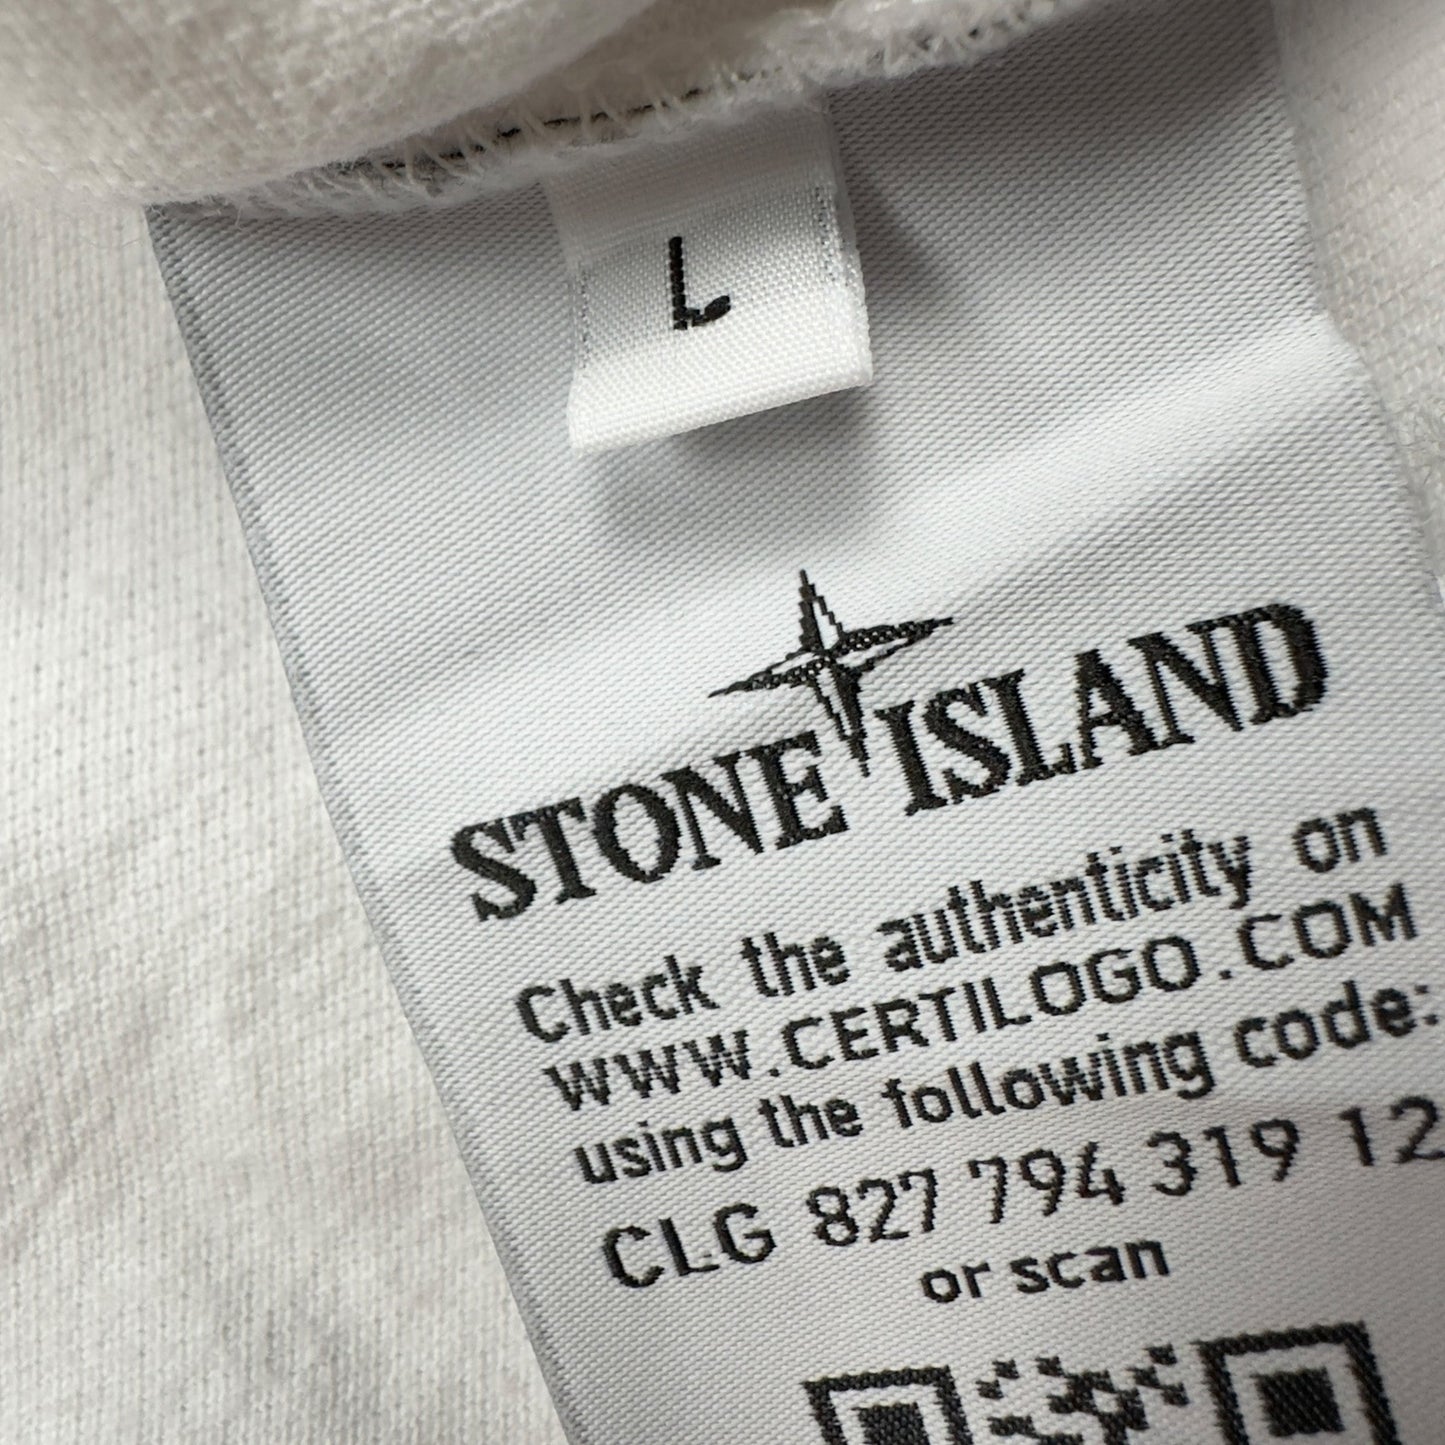 L
STONE ISLAND
Check the authenticity on
WWW.CERTILOGO.COM
using the following code:
CLG 827 794 319 12
or scan